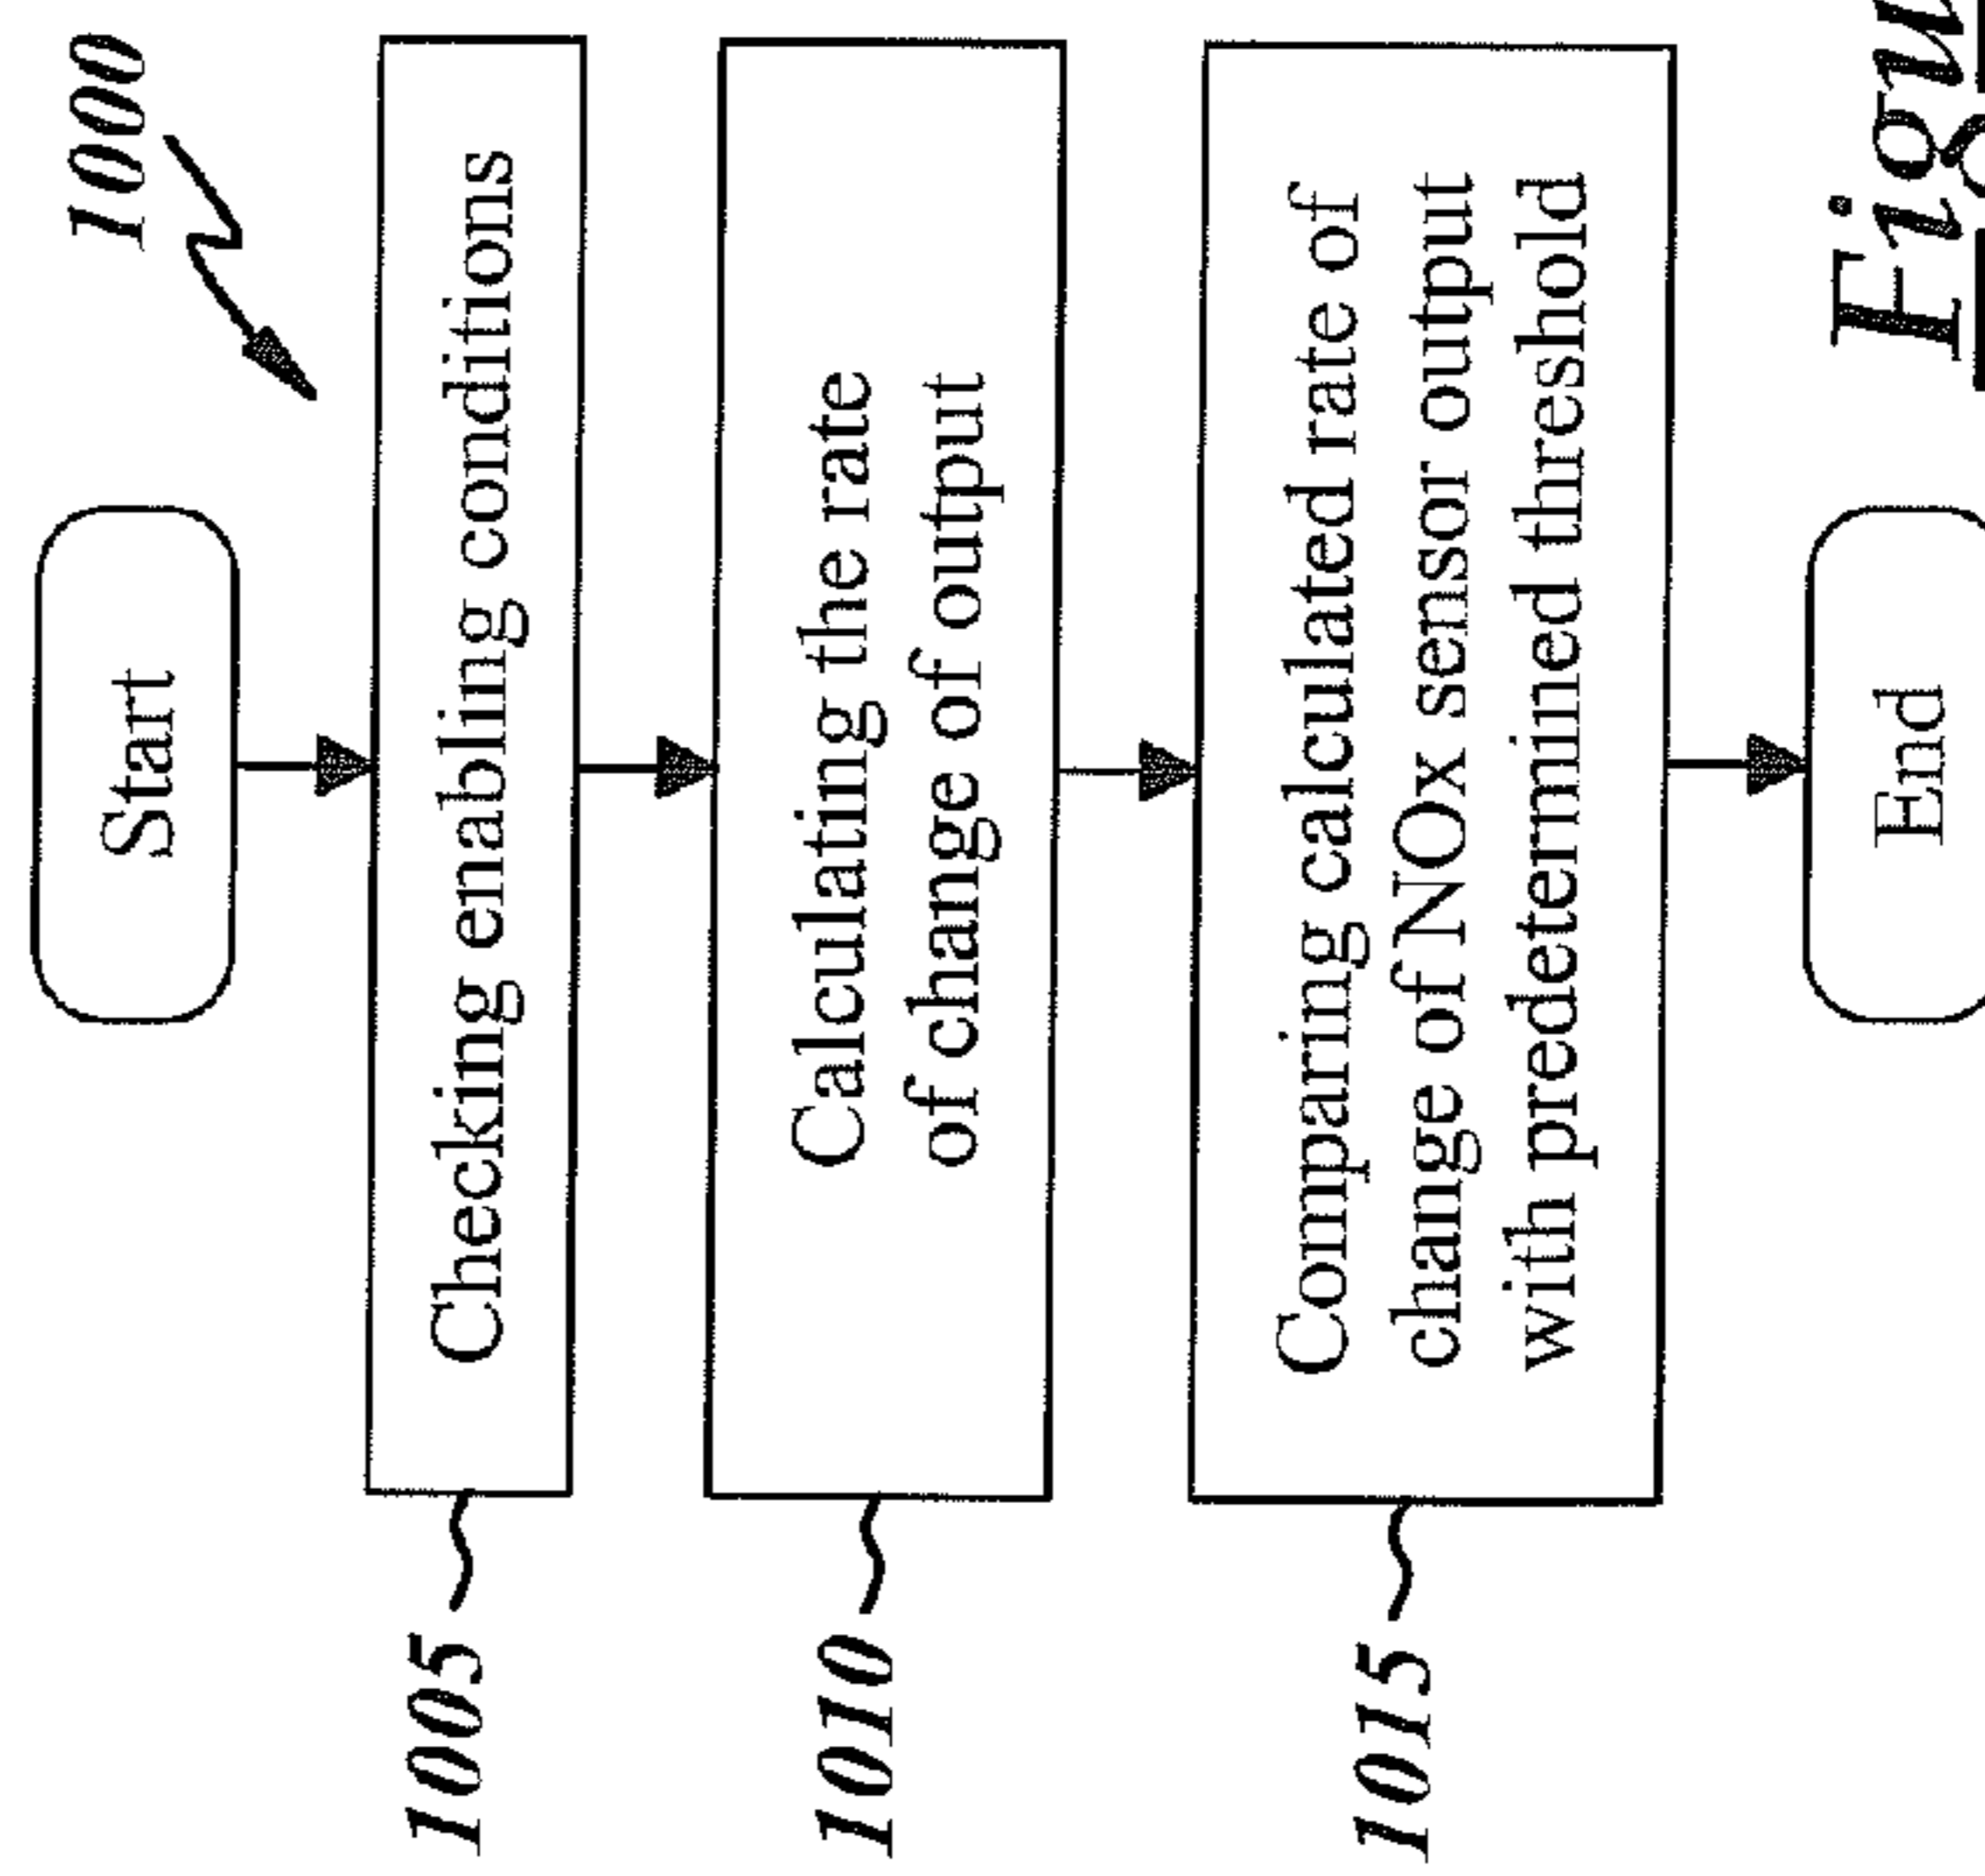 1000
Start
1005
Checking enabling conditions
1010
Calculating the rate
of change of output
1015
Comparing calculated rate of
change of NOx sensor output
with predetermined threshold
End